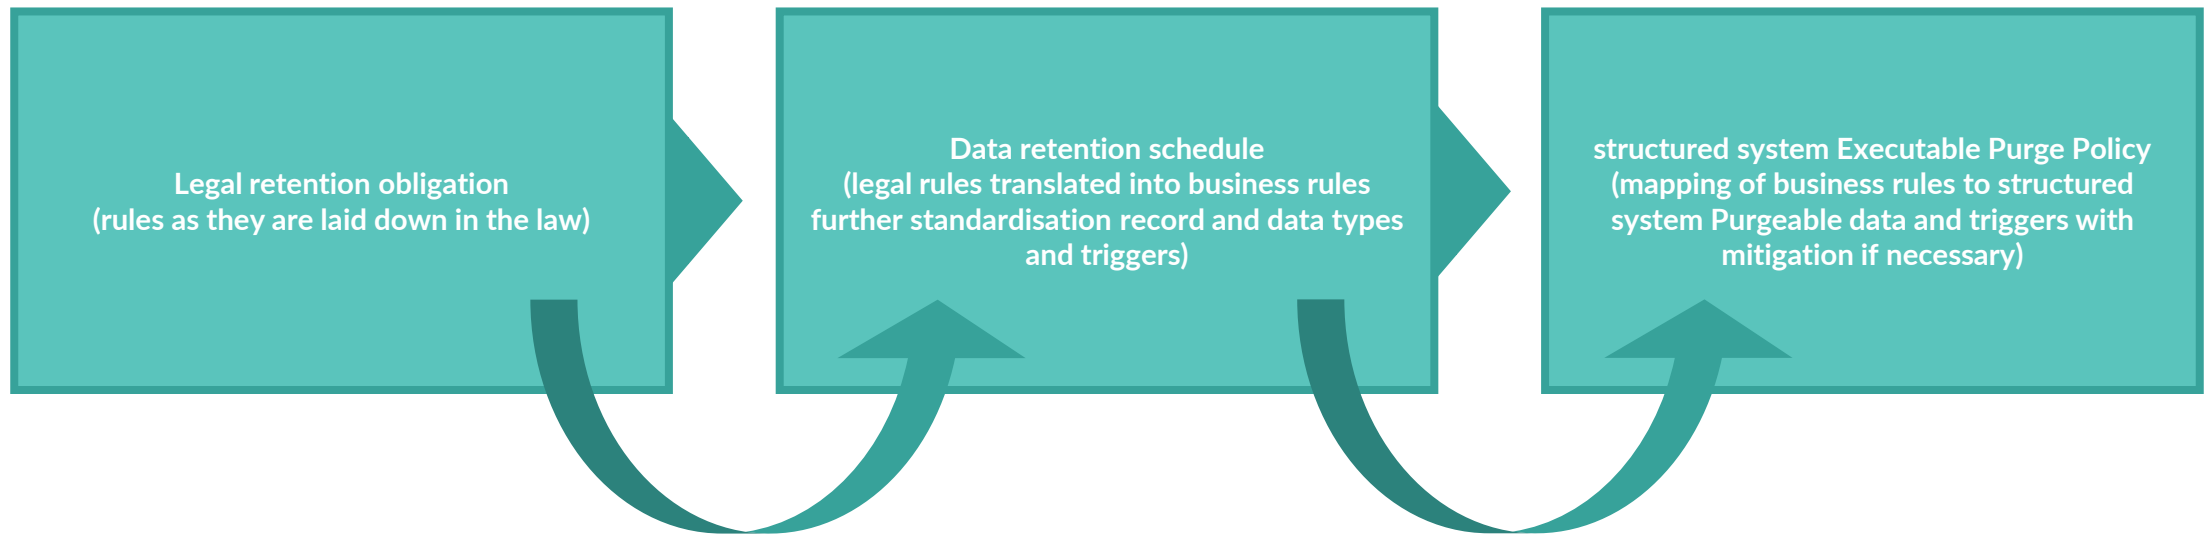 Legal retention obligation
(rules as they are laid down in the law)
Data retention schedule
(legal rules translated into business rules
further standardisation record and data types
and triggers)
structured system Executable Purge Policy
(mapping of business rules to structured
system Purgeable data and triggers with
mitigation if necessary)